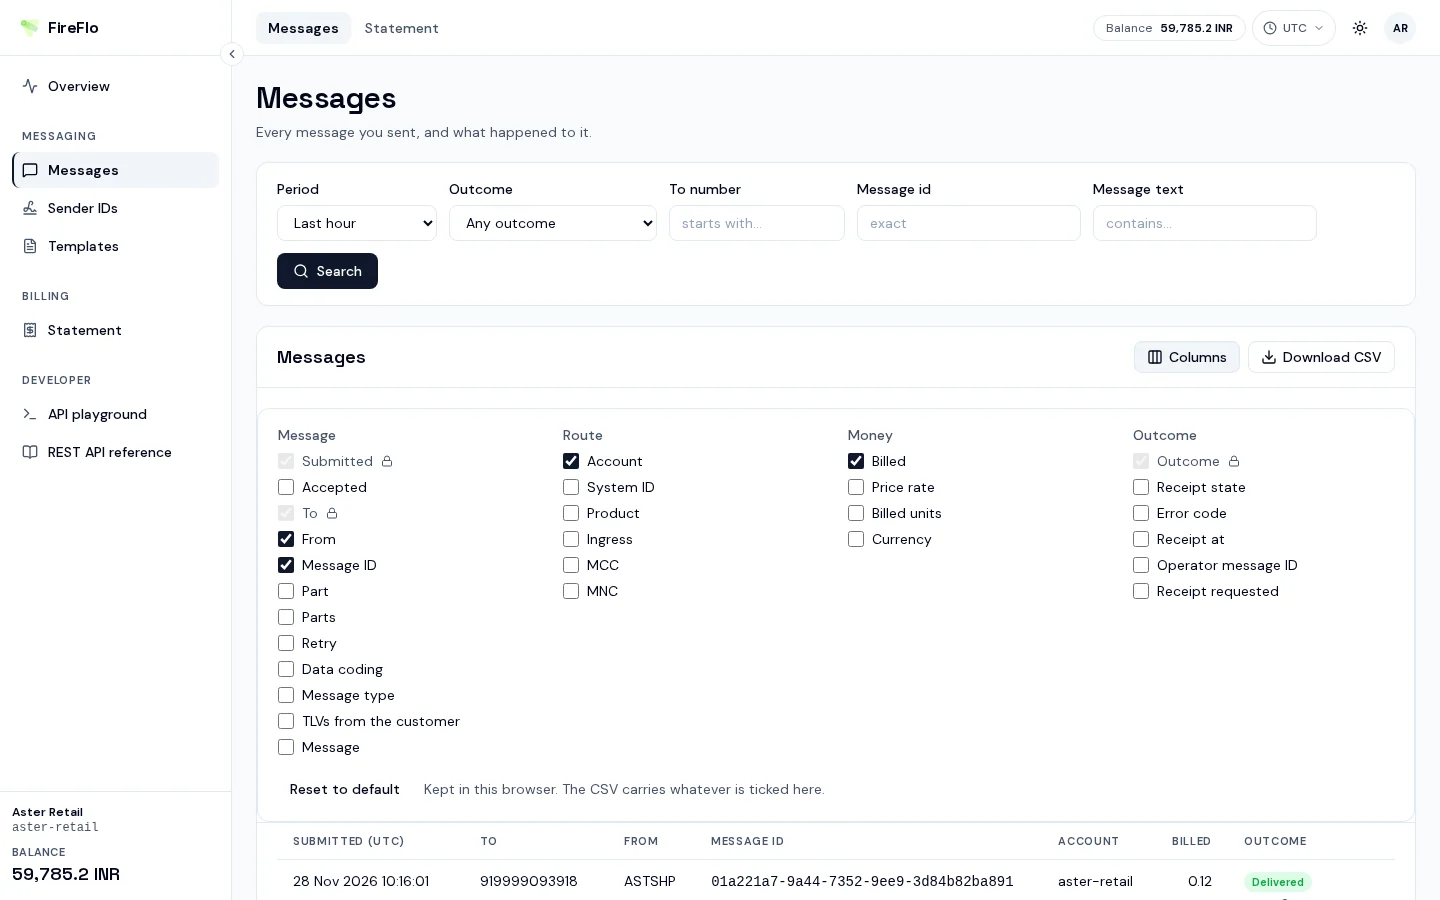 FireFlo
Messages
Statement
Balance 59,785.2 INR
UTC
AR
Overview
MESSAGING
Messages
Sender IDs
Templates
BILLING
Statement
DEVELOPER
API playground
REST API reference
Aster Retail
aster-retail
BALANCE
59,785.2 INR
Messages
Every message you sent, and what happened to it.
Period
Outcome
To number
Message id
Message text
Last hour
Any outcome
starts with...
exact
contains...
Search
Messages
Columns
Download CSV
Message
Submitted
Accepted
To
From
Message ID
Part
Parts
Retry
Data coding
Message type
TLVs from the customer
Message
Route
Account
System ID
Product
Ingress
MCC
MNC
Money
Billed
Price rate
Billed units
Currency
Outcome
Outcome
Receipt state
Error code
Receipt at
Operator message ID
Receipt requested
Reset to default
Kept in this browser. The CSV carries whatever is ticked here.
SUBMITTED (UTC) TO FROM MESSAGE ID ACCOUNT BILLED OUTCOME
28 Nov 2026 10:16:01 919999093918 ASTSHP 01a221a7-9a44-7352-9ee9-3d84b82ba891 aster-retail 0.12 Delivered